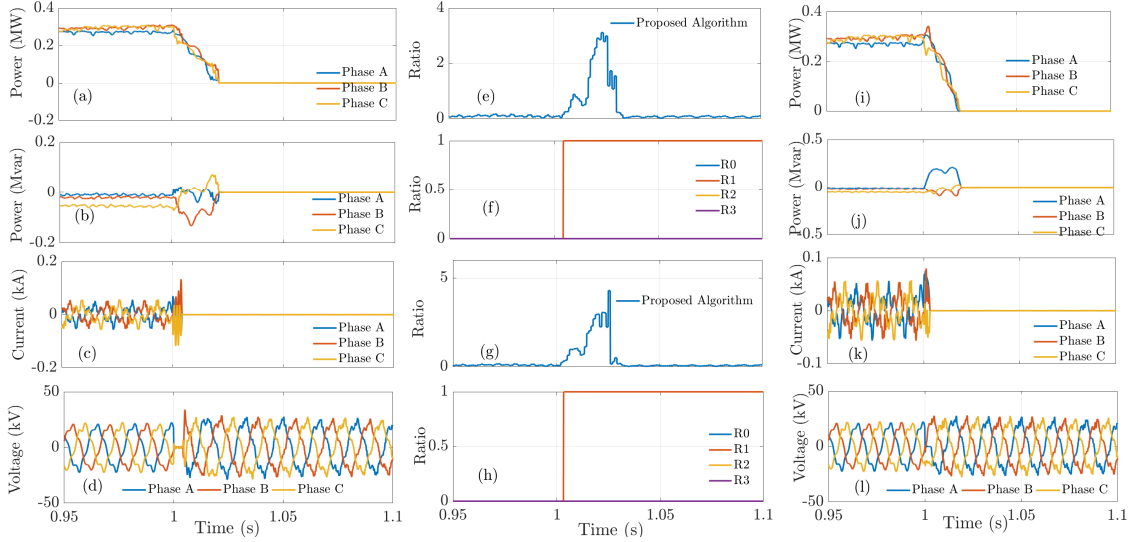 Power (MW)
0.4
0.2
0
-0.2
(a)
Phase A
Phase B
Phase C
Power (Mvar)
0.2
0
-0.2
(b)
Phase A
Phase B
Phase C
Current (kA)
0.2
0
-0.2
(c)
Phase A
Phase B
Phase C
Voltage (kV)
50
0
-50
(d)
Phase A
Phase B
Phase C
0.95
1
1.05
1.1
Time (s)
Ratio
4
2
0
(e)
Proposed Algorithm
Ratio
1
0.5
0
(f)
R0
R1
R2
R3
Ratio
4
2
0
(g)
Proposed Algorithm
Ratio
1
0.5
0
(h)
R0
R1
R2
R3
0.95
1
1.05
1.1
Time (s)
Power (MW)
0.4
0.2
0
(i)
Phase A
Phase B
Phase C
Power (Mvar)
0.5
0
-0.5
(j)
Phase A
Phase B
Phase C
Current (kA)
0.1
0
-0.1
(k)
Phase A
Phase B
Phase C
Voltage (kV)
50
0
-50
(l)
Phase A
Phase B
Phase C
0.95
1
1.05
1.1
Time (s)